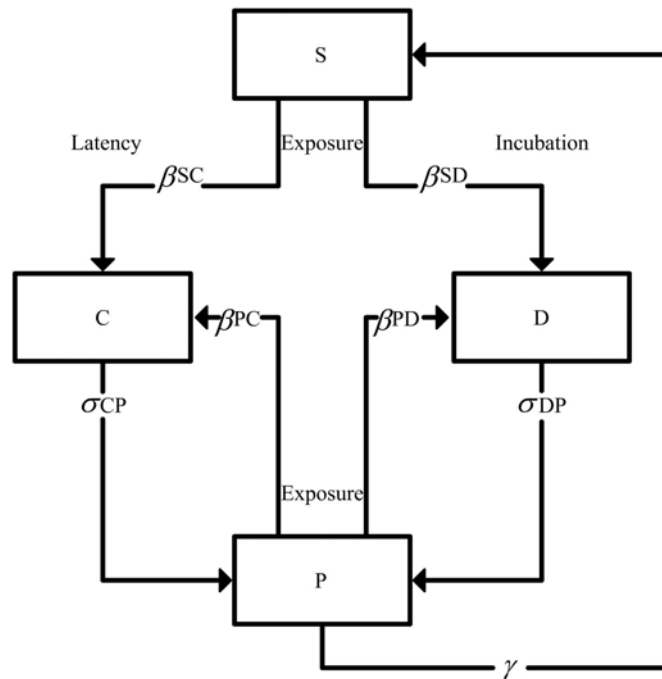 S
Latency
Exposure
Incubation
βSC
βSD
C
βPC
βPD
D
σCP
σDP
Exposure
P
γ